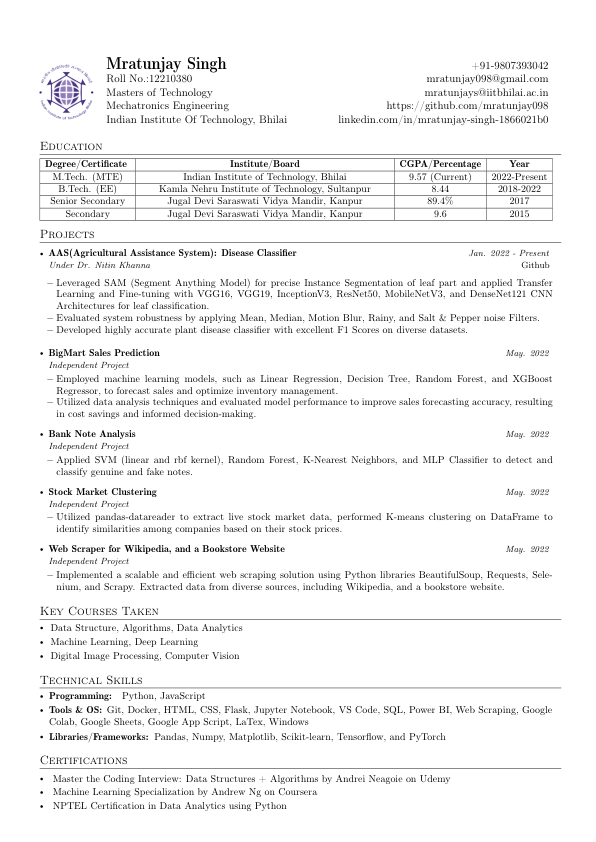 Mratunjay Singh
+91-9807393042
Roll No.:12210380
mratunjay098@gmail.com
Masters of Technology
mratunjays@iitbhilai.ac.in
Mechatronics Engineering
https://github.com/mratunjay098
Indian Institute Of Technology, Bhilai
linkedin.com/in/mratunjay-singh-1866021b0
Education
Degree/Certificate Institute/Board CGPA/Percentage Year
M.Tech. (MTE) Indian Institute of Technology, Bhilai 9.57 (Current) 2022-Present
B.Tech. (EE) Kamla Nehru Institute of Technology, Sultanpur 8.44 2018-2022
Senior Secondary Jugal Devi Saraswati Vidya Mandir, Kanpur 89.4% 2017
Secondary Jugal Devi Saraswati Vidya Mandir, Kanpur 9.6 2015
Projects
• AAS(Agricultural Assistance System): Disease Classifier Jan. 2022 - Present
Under Dr. Nitin Khanna Github
– Leveraged SAM (Segment Anything Model) for precise Instance Segmentation of leaf part and applied Transfer
Learning and Fine-tuning with VGG16, VGG19, InceptionV3, ResNet50, MobileNetV3, and DenseNet121 CNN
Architectures for leaf classification.
– Evaluated system robustness by applying Mean, Median, Motion Blur, Rainy, and Salt & Pepper noise Filters.
– Developed highly accurate plant disease classifier with excellent F1 Scores on diverse datasets.
• BigMart Sales Prediction May. 2022
Independent Project
– Employed machine learning models, such as Linear Regression, Decision Tree, Random Forest, and XGBoost
Regressor, to forecast sales and optimize inventory management.
– Utilized data analysis techniques and evaluated model performance to improve sales forecasting accuracy, resulting
in cost savings and informed decision-making.
• Bank Note Analysis May. 2022
Independent Project
– Applied SVM (linear and rbf kernel), Random Forest, K-Nearest Neighbors, and MLP Classifier to detect and
classify genuine and fake notes.
• Stock Market Clustering May. 2022
Independent Project
– Utilized pandas-datareader to extract live stock market data, performed K-means clustering on DataFrame to
identify similarities among companies based on their stock prices.
• Web Scraper for Wikipedia, and a Bookstore Website May. 2022
Independent Project
– Implemented a scalable and efficient web scraping solution using Python libraries BeautifulSoup, Requests, Sele-
nium, and Scrapy. Extracted data from diverse sources, including Wikipedia, and a bookstore website.
Key Courses Taken
• Data Structure, Algorithms, Data Analytics
• Machine Learning, Deep Learning
• Digital Image Processing, Computer Vision
Technical Skills
• Programming: Python, JavaScript
• Tools & OS: Git, Docker, HTML, CSS, Flask, Jupyter Notebook, VS Code, SQL, Power BI, Web Scraping, Google
Colab, Google Sheets, Google App Script, LaTex, Windows
• Libraries/Frameworks: Pandas, Numpy, Matplotlib, Scikit-learn, Tensorflow, and PyTorch
Certifications
• Master the Coding Interview: Data Structures + Algorithms by Andrei Neagoie on Udemy
• Machine Learning Specialization by Andrew Ng on Coursera
• NPTEL Certification in Data Analytics using Python